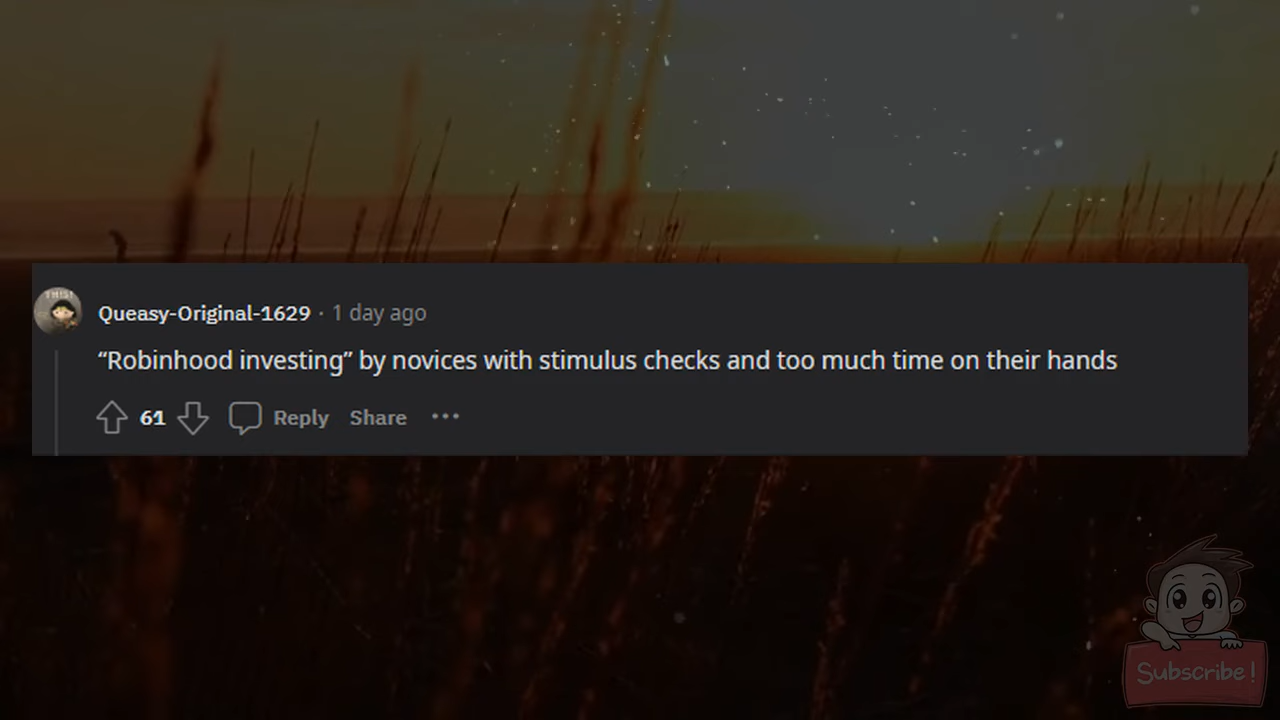 THIS!
Queasy-Original-1629 · 1 day ago
“Robinhood investing” by novices with stimulus checks and too much time on their hands
61 Reply Share •••
Subscribe!